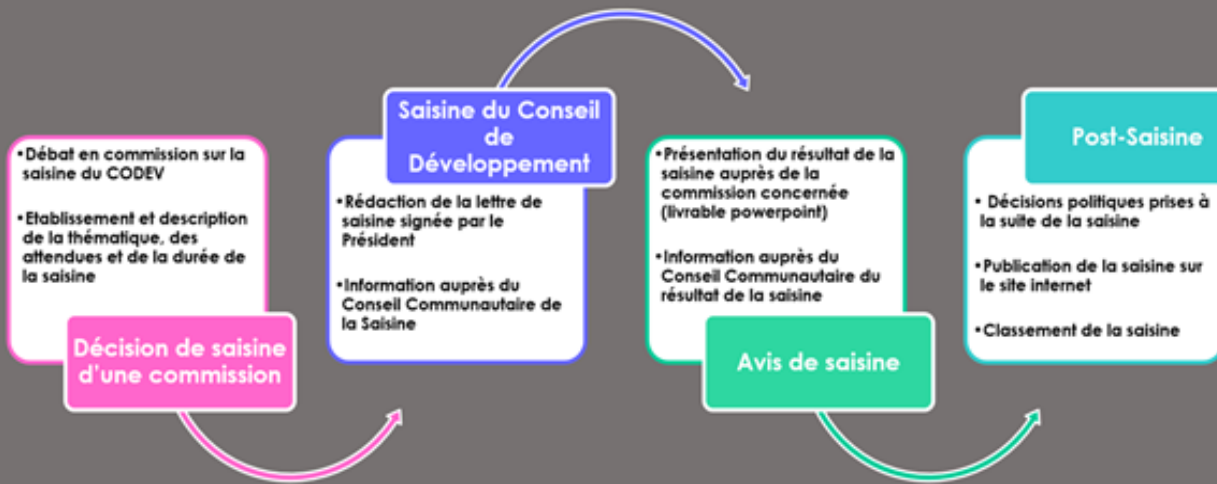 •Débat en commission sur la
saisine du CODEV
•Etablissement et description
de la thématique, des
attendues et de la durée de
la saisine
Décision de saisine
d'une commission
Saisine du Conseil
de
Développement
•Rédaction de la lettre de
saisine signée par le
Président
•Information auprès du
Conseil Communautaire de
la Saisine
•Présentation du résultat de la
saisine auprès de la
commission concernée
(livrable powerpoint)
•Information auprès du
Conseil Communautaire du
résultat de la saisine
Avis de saisine
Post-Saisine
• Décisions politiques prises à
la suite de la saisine
•Publication de la saisine sur
le site internet
•Classement de la saisine